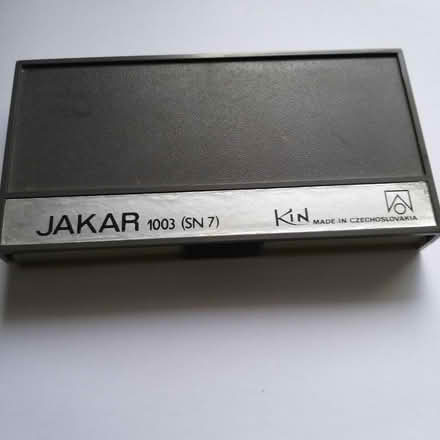 JAKAR 1003 (SN 7) KiN MADE IN CZECHOSLOVAKIA